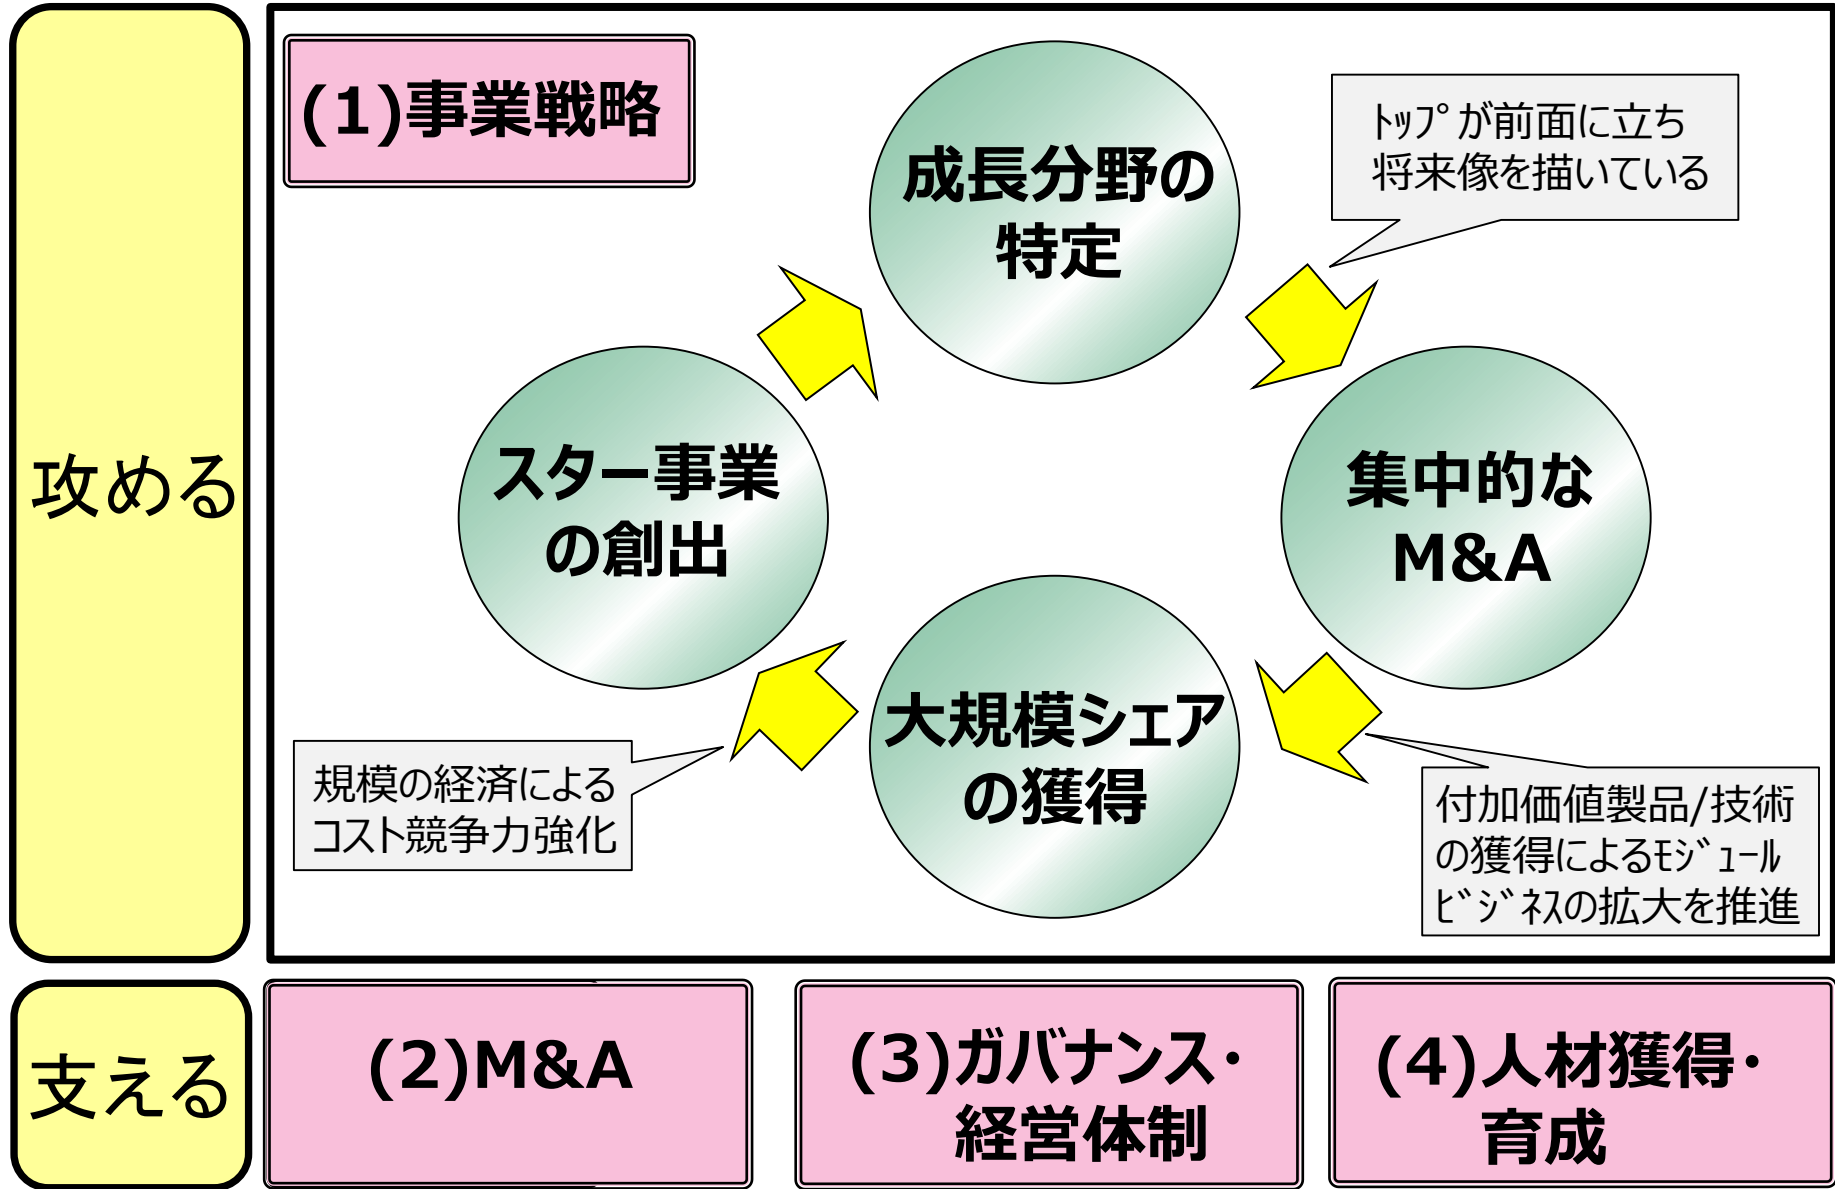 攻める
(1)事業戦略
成長分野の
特定
ﾄｯﾌﾟが前面に立ち
将来像を描いている
スター事業
の創出
集中的な
M&A
大規模シェア
の獲得
規模の経済による
コスト競争力強化
付加価値製品/技術
の獲得によるﾓｼﾞｭｰﾙ
ﾋﾞｼﾞﾈｽの拡大を推進
支える
(2)M&A
(3)ガバナンス・
経営体制
(4)人材獲得・
育成